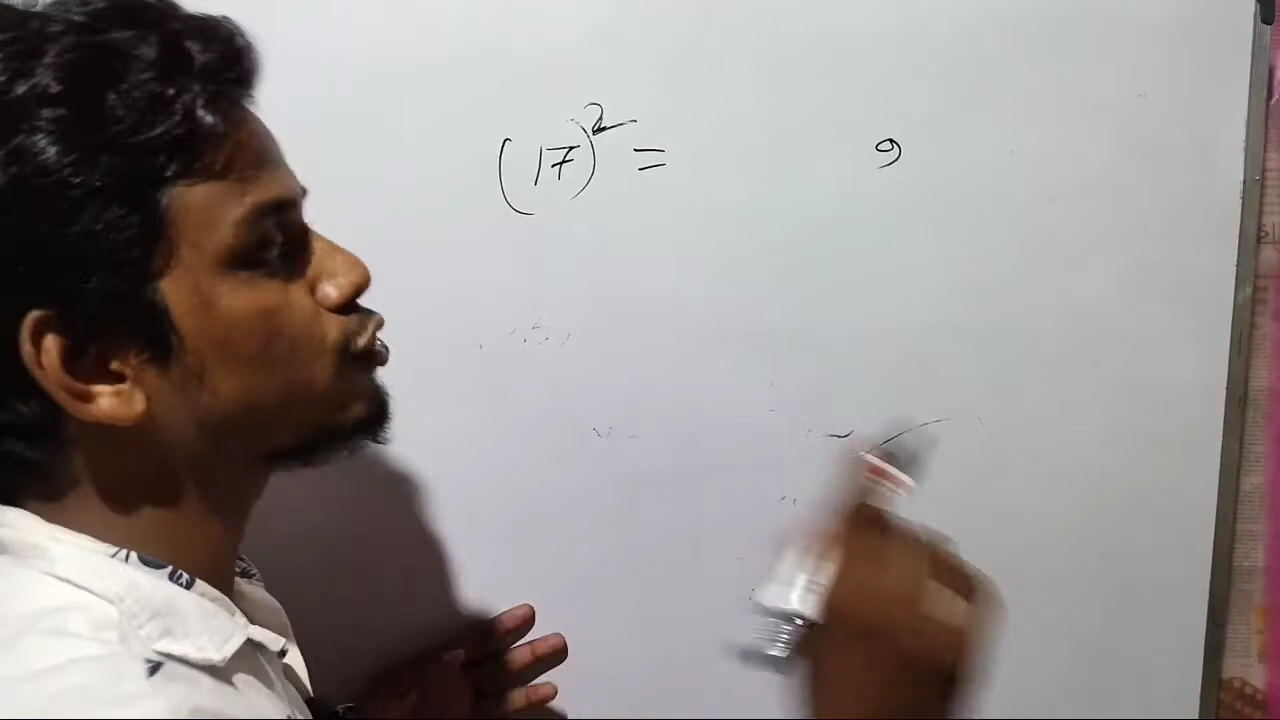 (17)² = 9